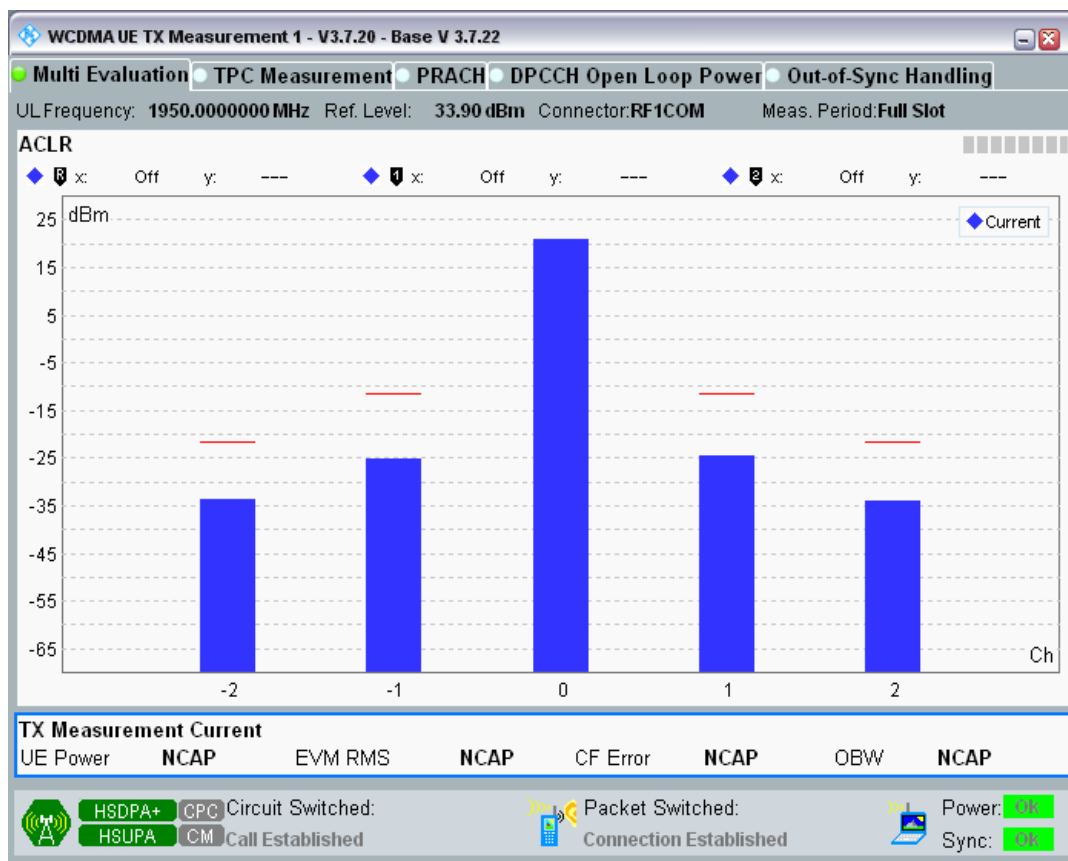 WCDMA UE TX Measurement 1 - V3.7.20 - Base V 3.7.22
Multi Evaluation TPC Measurement PRACH DPCCH Open Loop Power Out-of-Sync Handling
UL Frequency: 1950.0000000 MHz Ref. Level: 33.90 dBm Connector:RF1COM Meas. Period:Full Slot
ACLR
R x: Off y: --- 1 x: Off y: --- 2 x: Off y: ---
dBm
Current
25
15
5
-5
-15
-25
-35
-45
-55
-65
Ch
-2 -1 0 1 2
TX Measurement Current
UE Power NCAP EVM RMS NCAP CF Error NCAP OBW NCAP
HSDPA+ CPC Circuit Switched: Packet Switched: Power: Ok
HSUPA CM Call Established Connection Established Sync: Ok